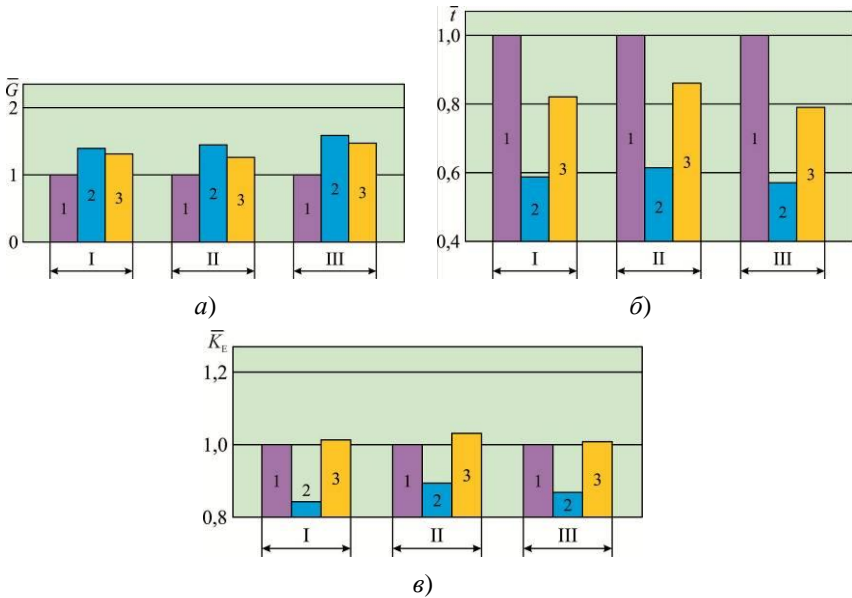 G̅
2
1
0
1 2 3 1 2 3 1 2 3
I II III
а)
t̅
1,0
0,8
0,6
0,4
1 2 3 1 2 3 1 2 3
I II III
б)
K̅E
1,2
1,0
0,8
1 2 3 1 2 3 1 2 3
I II III
в)